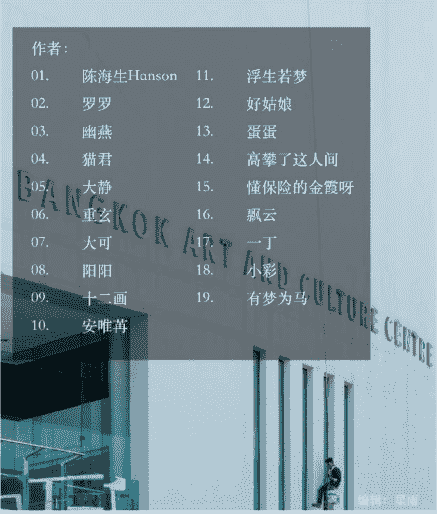 作者：
01. 陈海生Hanson
02. 罗罗
03. 幽燕
04. 猫君
05. 大静
06. 重玄
07. 大可
08. 阳阳
09. 十二画
10. 安唯苒
11. 浮生若梦
12. 好姑娘
13. 蛋蛋
14. 高攀了这人间
15. 懂保险的金霞呀
16. 飘云
17. 一丁
18. 小彩
19. 有梦为马
BANGKOK ART AND CULTURE CENTRE